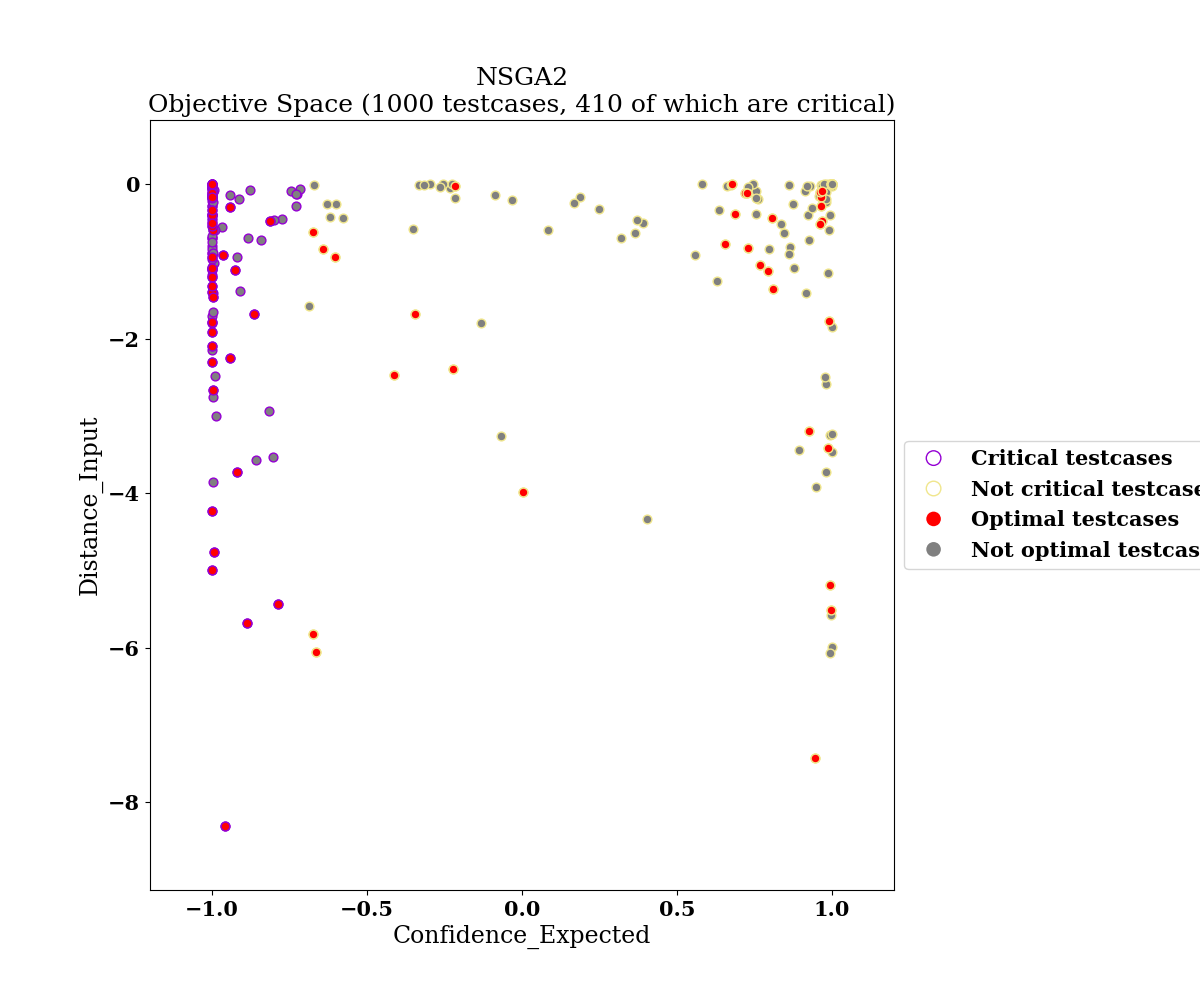 NSGA2
Objective Space (1000 testcases, 410 of which are critical)
0
−2
−4
−6
−8
Distance_Input
−1.0
−0.5
0.0
0.5
1.0
Confidence_Expected
Critical testcases
Not critical testcase
Optimal testcases
Not optimal testcas